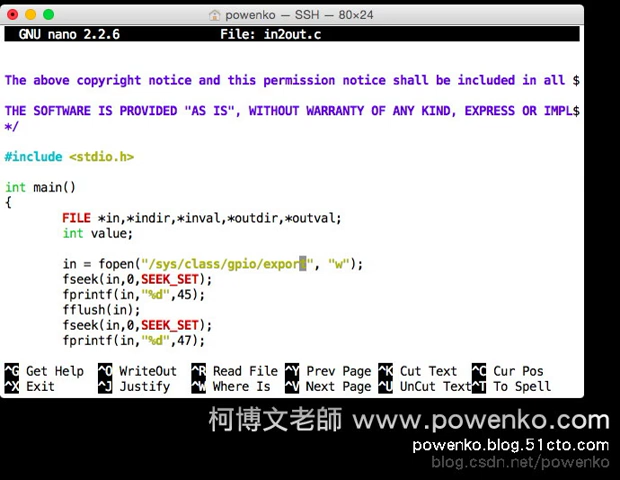 powenko — SSH — 80×24
GNU nano 2.2.6 File: in2out.c
The above copyright notice and this permission notice shall be included in all $
THE SOFTWARE IS PROVIDED "AS IS", WITHOUT WARRANTY OF ANY KIND, EXPRESS OR IMPL$
*/
#include <stdio.h>
int main()
{
FILE *in,*indir,*inval,*outdir,*outval;
int value;
in = fopen("/sys/class/gpio/export", "w");
fseek(in,0,SEEK_SET);
fprintf(in,"%d",45);
fflush(in);
fseek(in,0,SEEK_SET);
fprintf(in,"%d",47);
^G Get Help ^O WriteOut ^R Read File ^Y Prev Page ^K Cut Text ^C Cur Pos
^X Exit ^J Justify ^W Where Is ^V Next Page ^U UnCut Text ^T To Spell
柯博文老師 www.powenko.com
powenko.blog.51cto.com
blog.csdn.net/powenko